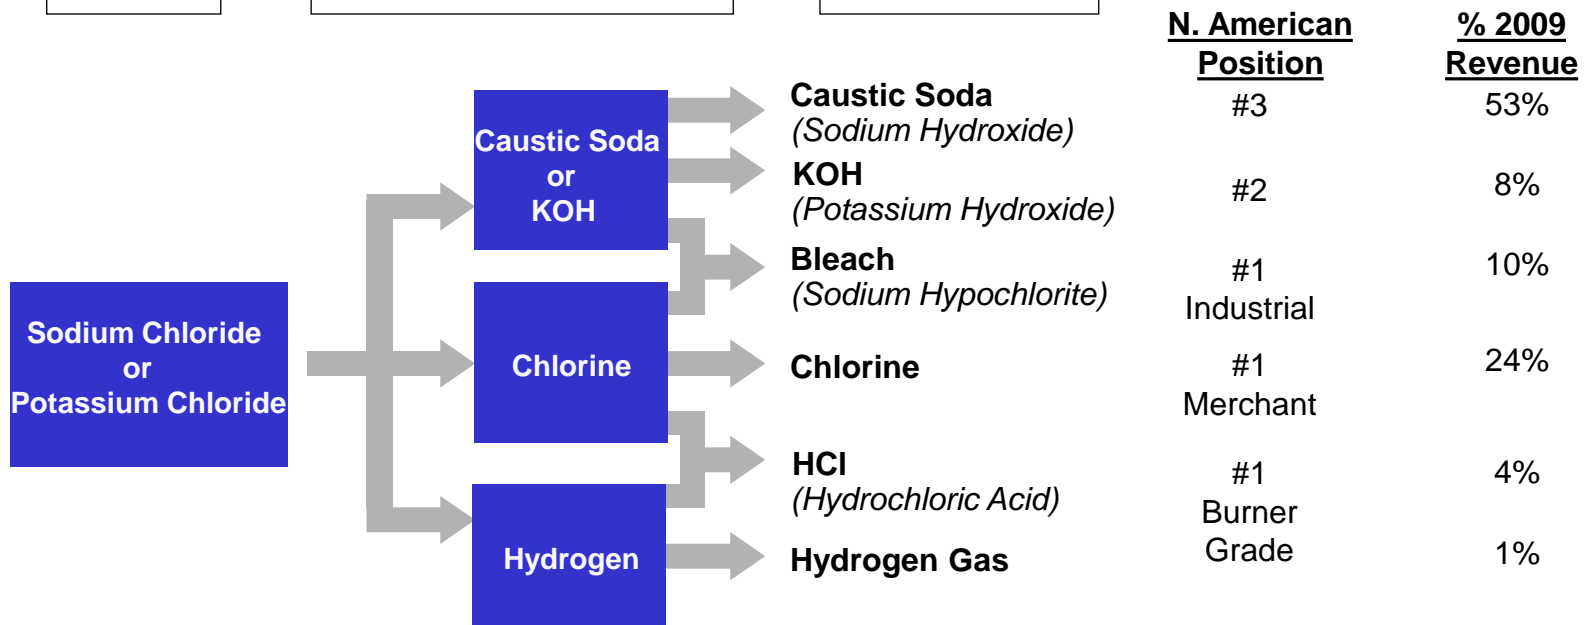 N. American
Position
% 2009
Revenue
Caustic Soda
or
KOH
Caustic Soda
(Sodium Hydroxide)
#3
53%
KOH
(Potassium Hydroxide)
#2
8%
Bleach
(Sodium Hypochlorite)
#1
Industrial
10%
Sodium Chloride
or
Potassium Chloride
Chlorine
Chlorine
#1
Merchant
24%
HCl
(Hydrochloric Acid)
#1
Burner
Grade
4%
Hydrogen
Hydrogen Gas
1%